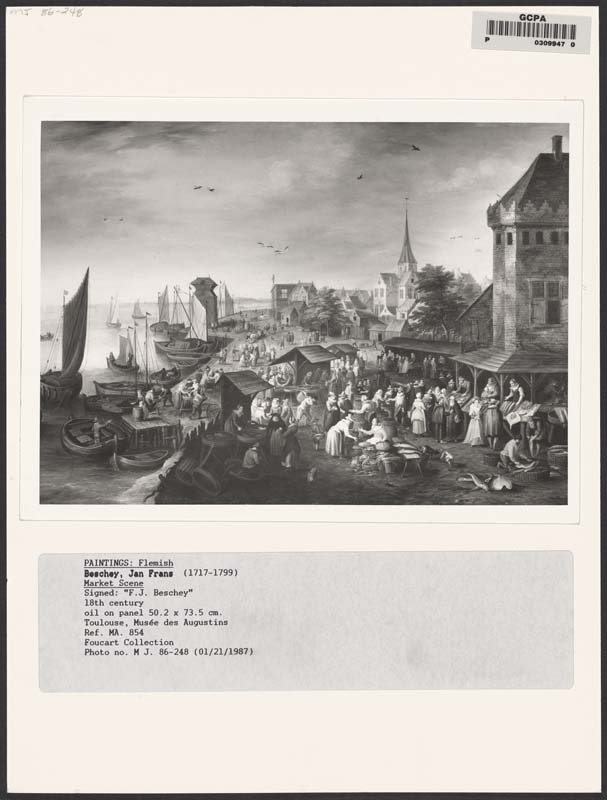 MJ 86-248
GCPA
P 0309947 0
PAINTINGS: Flemish
Beschey, Jan Frans (1717-1799)
Market Scene
Signed: "F.J. Beschey"
18th century
oil on panel 50.2 x 73.5 cm.
Toulouse, Musée des Augustins
Ref. MA. 854
Foucart Collection
Photo no. M J. 86-248 (01/21/1987)